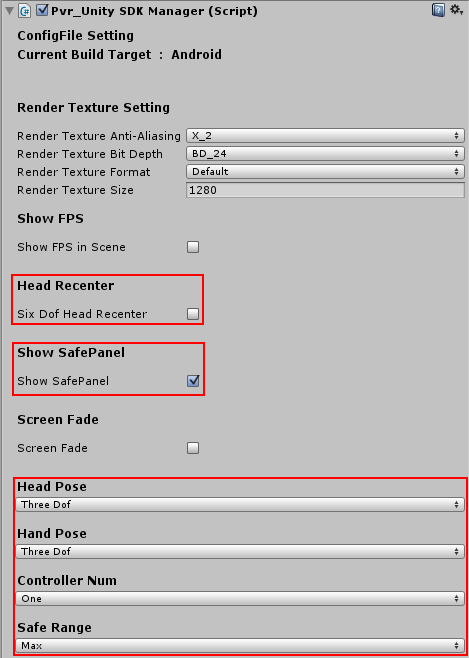 Pvr_Unity SDK Manager (Script)
ConfigFile Setting
Current Build Target : Android
Render Texture Setting
Render Texture Anti-Aliasing X_2
Render Texture Bit Depth BD_24
Render Texture Format Default
Render Texture Size 1280
Show FPS
Show FPS in Scene
Head Recenter
Six Dof Head Recenter
Show SafePanel
Show SafePanel
Screen Fade
Screen Fade
Head Pose
Three Dof
Hand Pose
Three Dof
Controller Num
One
Safe Range
Max